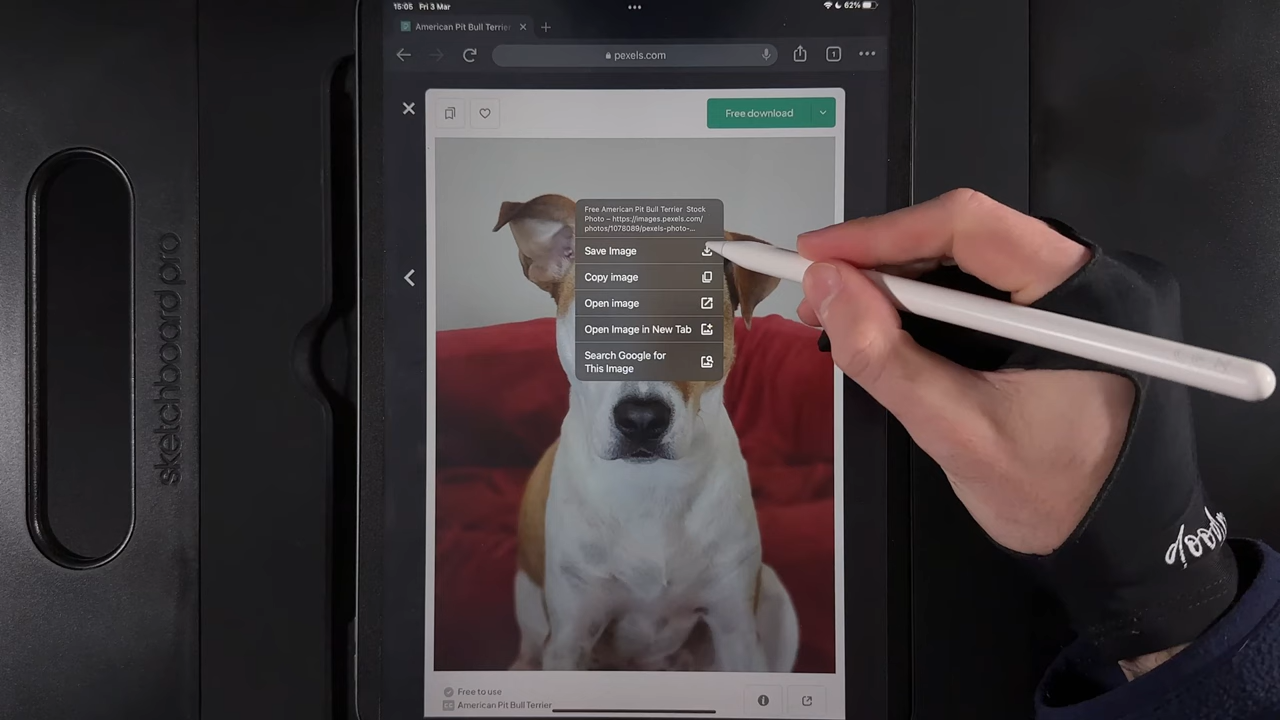 15:05 Fri 3 Mar
62%
American Pit Bull Terrier
pexels.com
1
Free download
Free American Pit Bull Terrier Stock
Photo – https://images.pexels.com/
photos/1078089/pexels-photo-...
Save Image
Copy image
Open image
Open Image in New Tab
Search Google for
This Image
Free to use
American Pit Bull Terrier
sketchboard pro